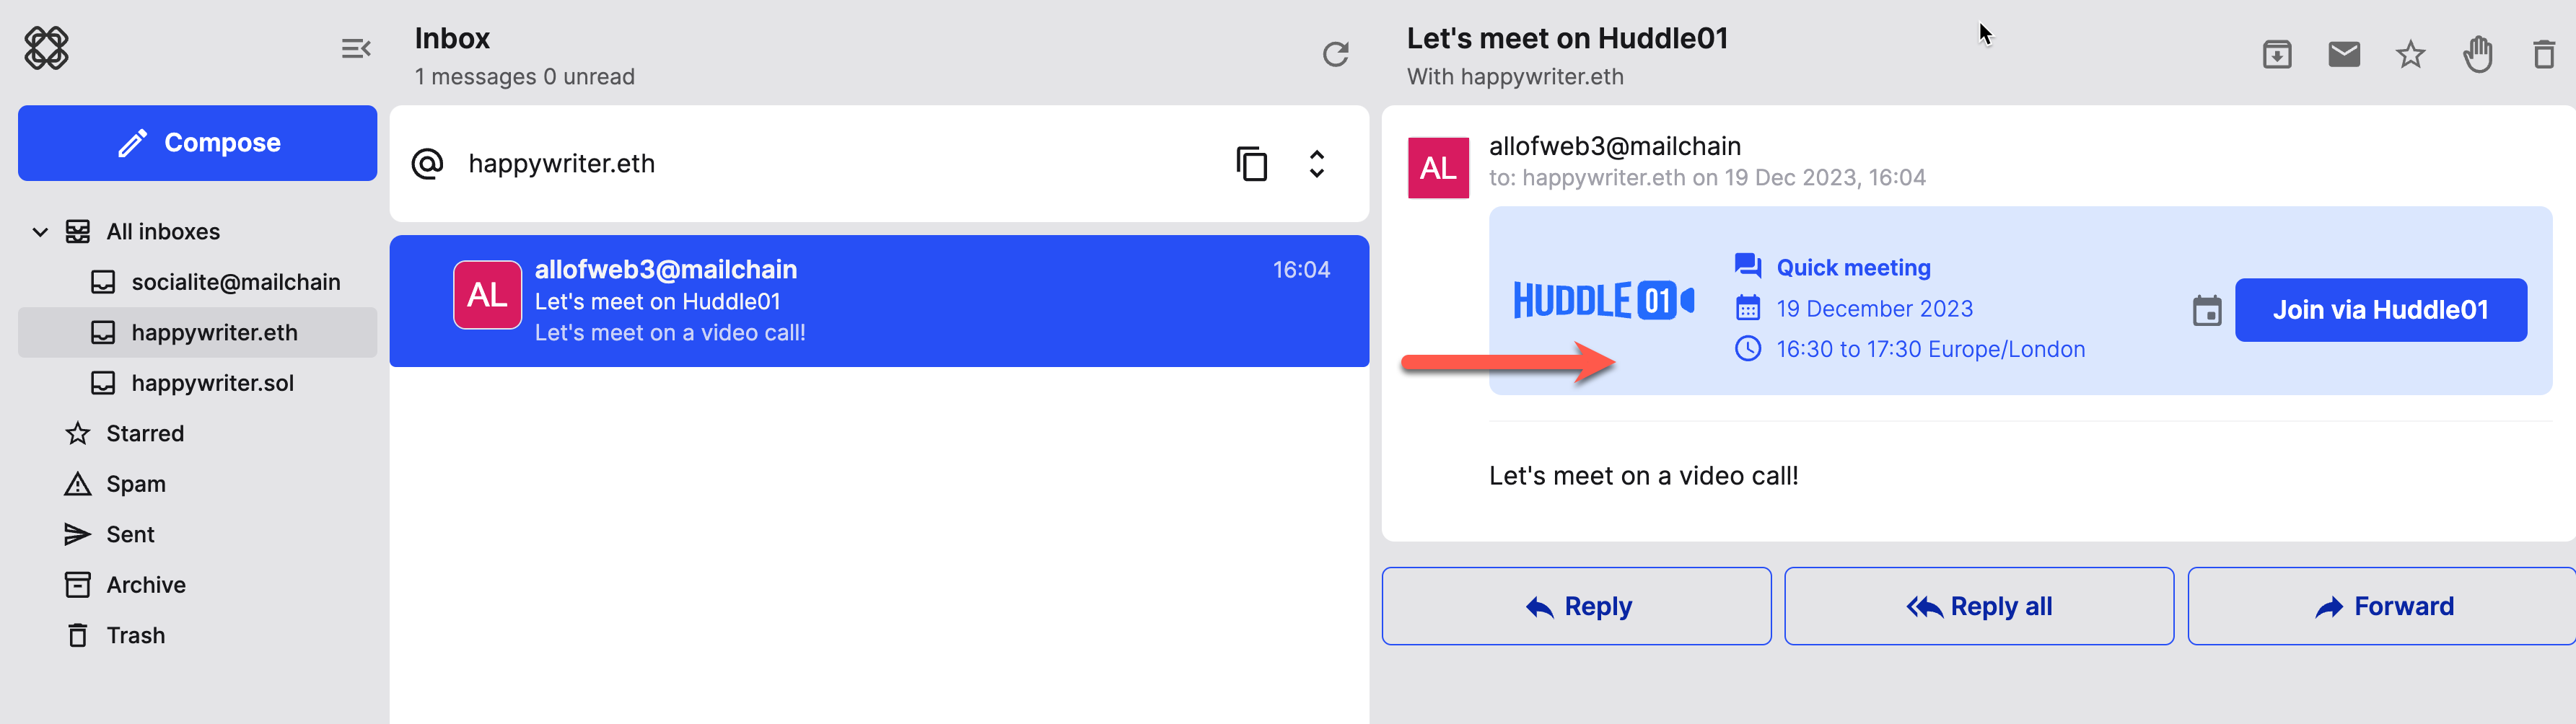 Compose
All inboxes
socialite@mailchain
happywriter.eth
happywriter.sol
Starred
Spam
Sent
Archive
Trash
Inbox
1 messages 0 unread
happywriter.eth
AL
allofweb3@mailchain
16:04
Let's meet on Huddle01
Let's meet on a video call!
Let's meet on Huddle01
With happywriter.eth
AL
allofweb3@mailchain
to: happywriter.eth on 19 Dec 2023, 16:04
HUDDLE 01
Quick meeting
19 December 2023
16:30 to 17:30 Europe/London
Join via Huddle01
Let's meet on a video call!
Reply
Reply all
Forward